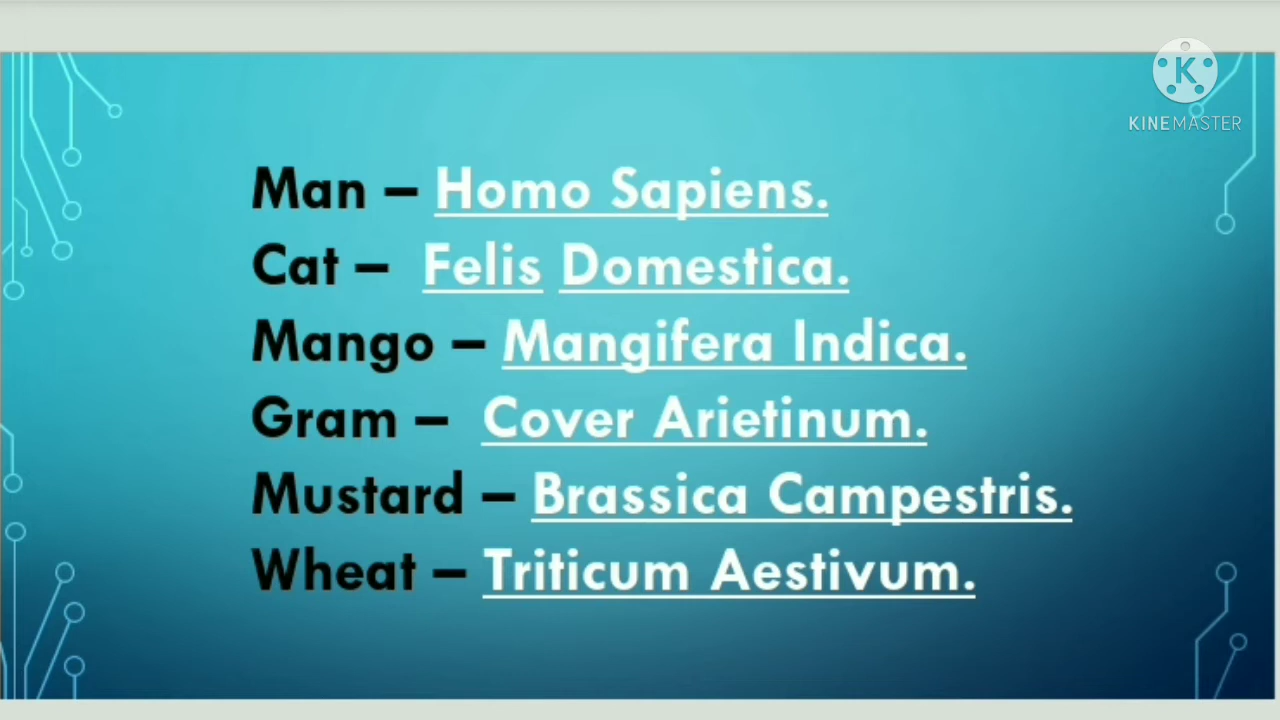 K
KINEMASTER
Man – Homo Sapiens.
Cat – Felis Domestica.
Mango – Mangifera Indica.
Gram – Cover Arietinum.
Mustard – Brassica Campestris.
Wheat – Triticum Aestivum.